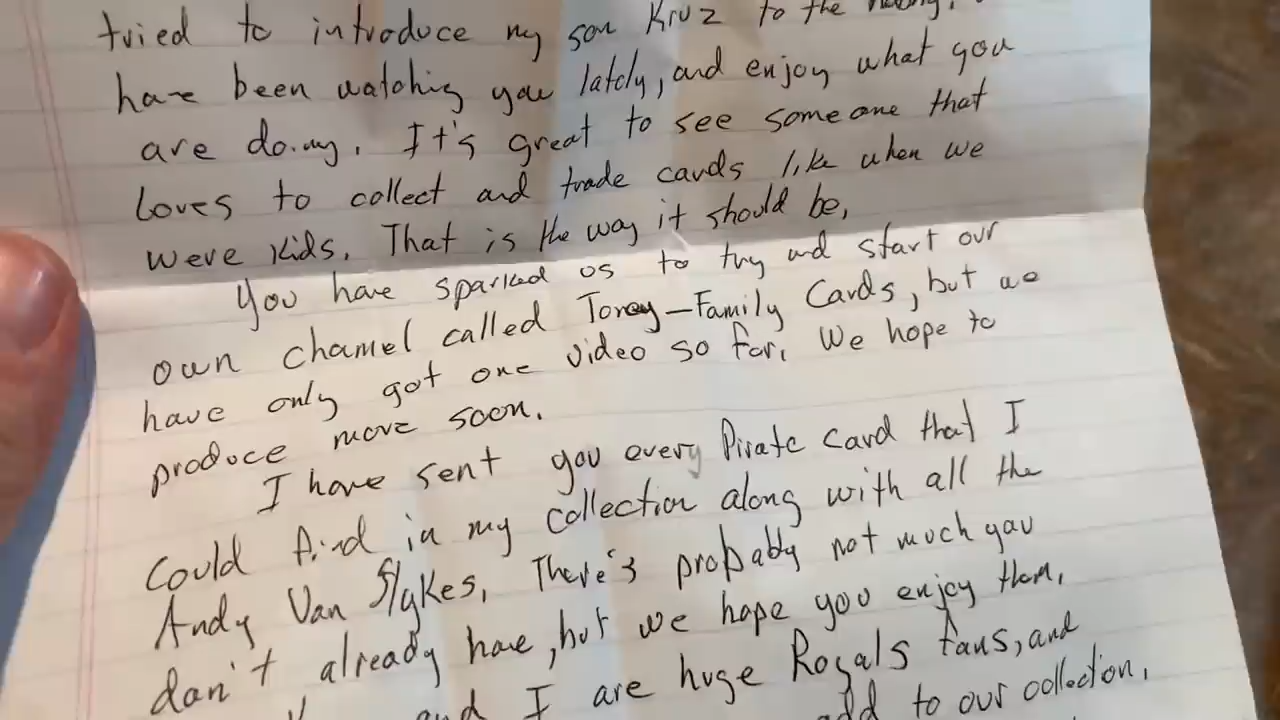 tried to introduce my son Kruz to the
have been watching you lately, and enjoy what you
are doing. It's great to see someone that
loves to collect and trade cards like when we
were kids. That is the way it should be.
You have sparked us to try and start our
own channel called Torey-Family Cards, but we
have only got one video so far. We hope to
produce more soon.
I have sent you every Pirate card that I
could find in my collection along with all the
Andy Van Slykes. There's probably not much you
don't already have, but we hope you enjoy them.
and I are huge Royals fans, and
add to our collection.